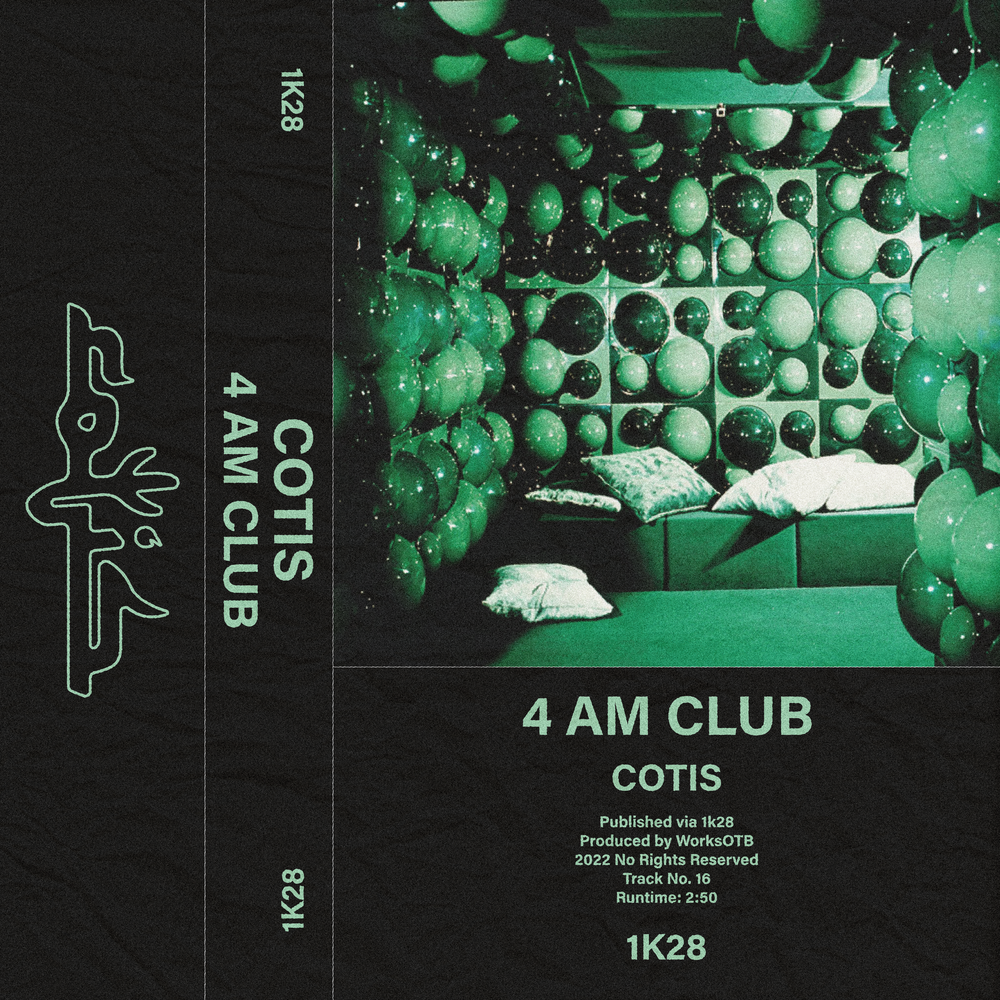 cotis
1K28
COTIS
4 AM CLUB
1K28
4 AM CLUB
COTIS
Published via 1k28
Produced by WorksOTB
2022 No Rights Reserved
Track No. 16
Runtime: 2:50
1K28